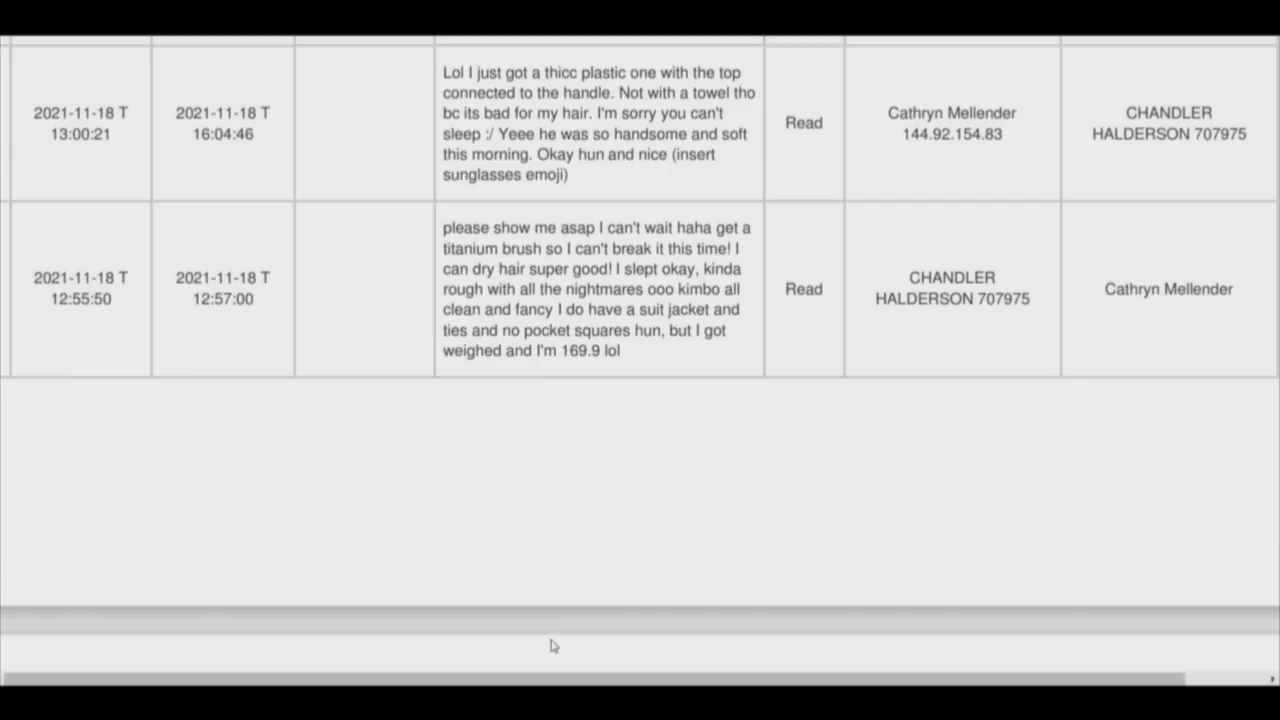 2021-11-18 T
13:00:21
2021-11-18 T
16:04:46
Lol I just got a thicc plastic one with the top
connected to the handle. Not with a towel tho
bc its bad for my hair. I'm sorry you can't
sleep :/ Yeee he was so handsome and soft
this morning. Okay hun and nice (insert
sunglasses emoji)
Read
Cathryn Mellender
144.92.154.83
CHANDLER
HALDERSON 707975
2021-11-18 T
12:55:50
2021-11-18 T
12:57:00
please show me asap I can't wait haha get a
titanium brush so I can't break it this time! I
can dry hair super good! I slept okay, kinda
rough with all the nightmares ooo kimbo all
clean and fancy I do have a suit jacket and
ties and no pocket squares hun, but I got
weighed and I'm 169.9 lol
Read
CHANDLER
HALDERSON 707975
Cathryn Mellender